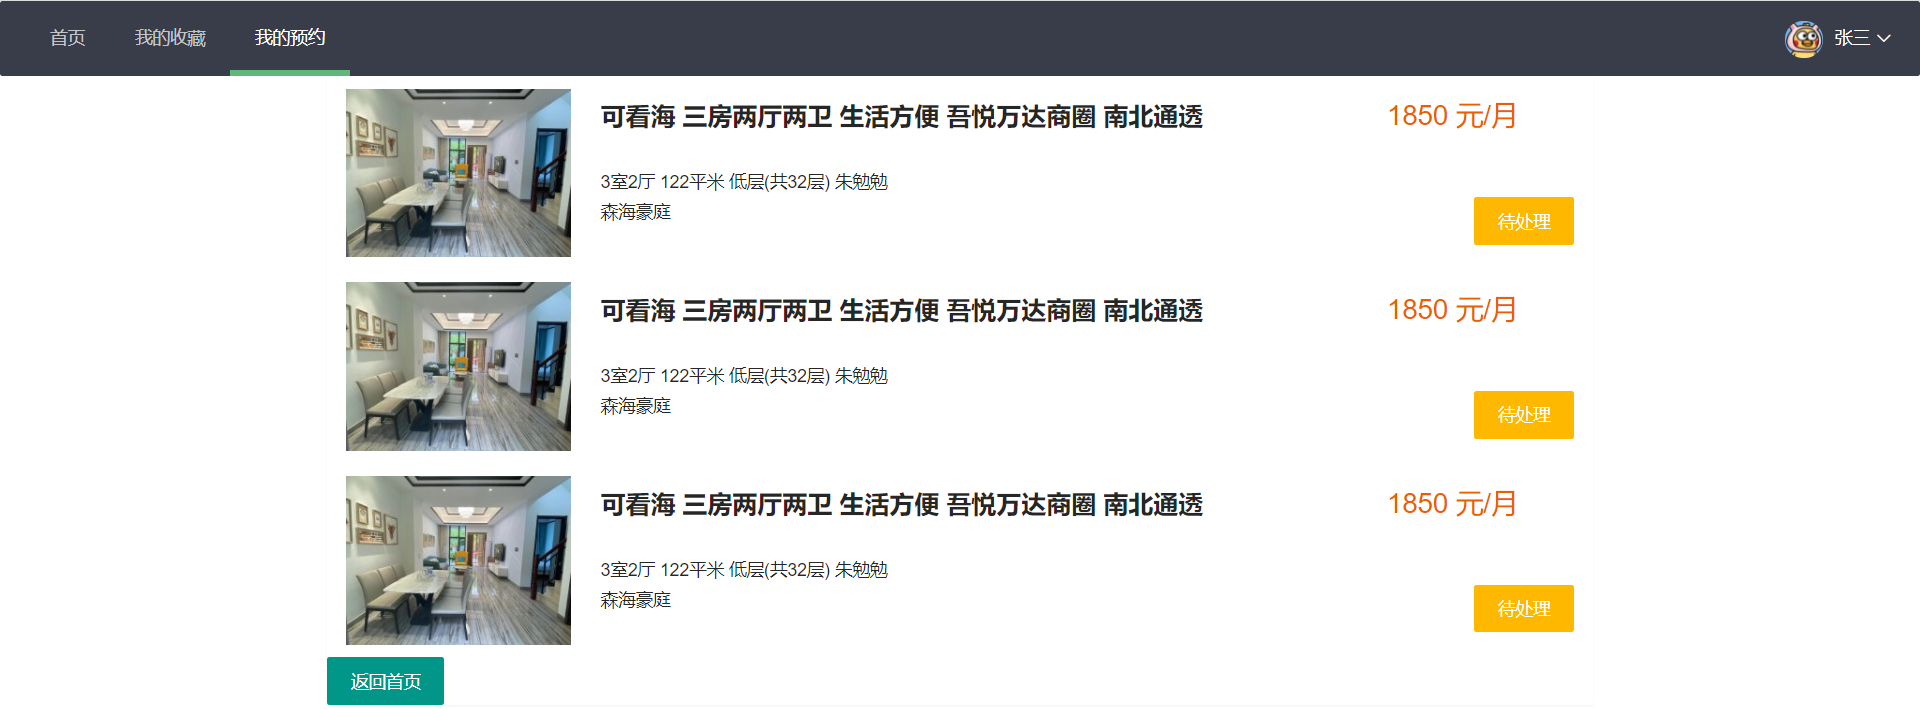 首页 我的收藏 我的预约 张三
可看海 三房两厅两卫 生活方便 吾悦万达商圈 南北通透 1850 元/月
3室2厅 122平米 低层(共32层) 朱勉勉
森海豪庭
待处理
可看海 三房两厅两卫 生活方便 吾悦万达商圈 南北通透 1850 元/月
3室2厅 122平米 低层(共32层) 朱勉勉
森海豪庭
待处理
可看海 三房两厅两卫 生活方便 吾悦万达商圈 南北通透 1850 元/月
3室2厅 122平米 低层(共32层) 朱勉勉
森海豪庭
待处理
返回首页